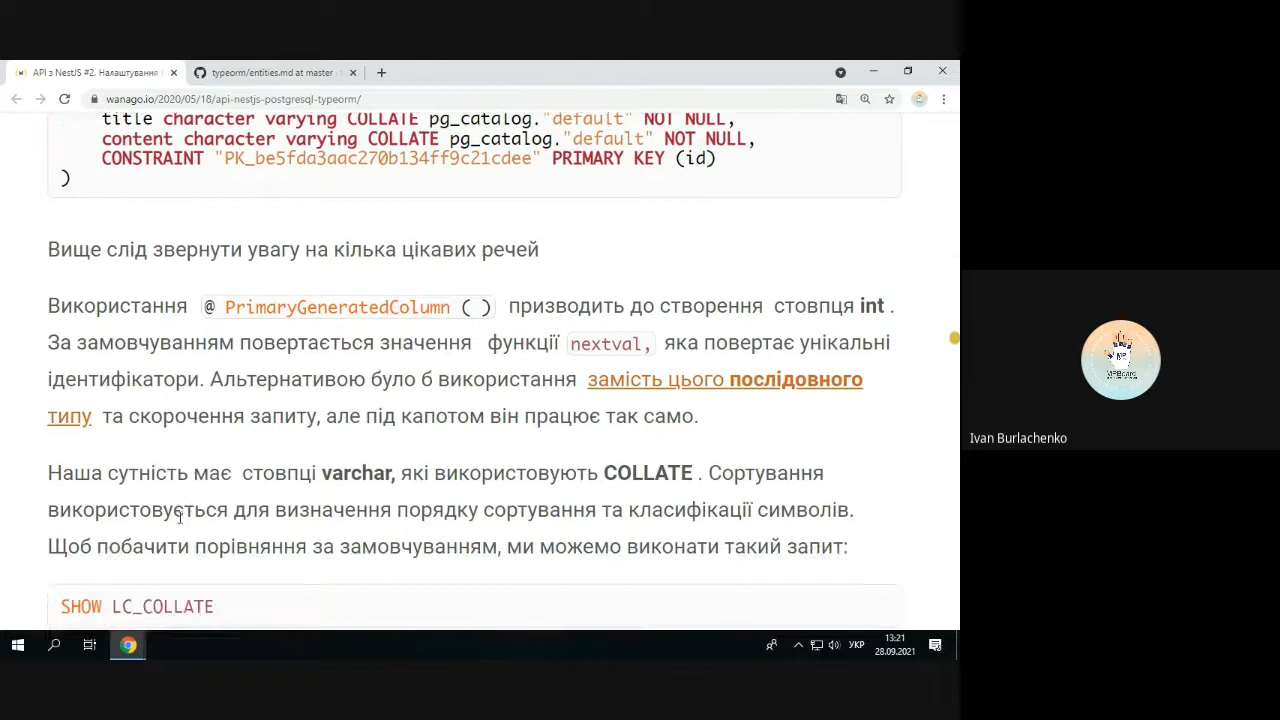 API з NestJS #2. Налаштування
typeorm/entities.md at master ·
wanago.io/2020/05/18/api-nestjs-postgresql-typeorm/
title character varying COLLATE pg_catalog."default" NOT NULL,
content character varying COLLATE pg_catalog."default" NOT NULL,
CONSTRAINT "PK_be5fda3aac270b134ff9c21cdee" PRIMARY KEY (id)
)
Вище слід звернути увагу на кілька цікавих речей
Використання @ PrimaryGeneratedColumn ( ) призводить до створення стовпця int .
За замовчуванням повертається значення функції nextval, яка повертає унікальні
ідентифікатори. Альтернативою було б використання замість цього послідовного
типу та скорочення запиту, але під капотом він працює так само.
Наша сутність має стовпці varchar, які використовують COLLATE . Сортування
використовується для визначення порядку сортування та класифікації символів.
Щоб побачити порівняння за замовчуванням, ми можемо виконати такий запит:
SHOW LC_COLLATE
УКР
13:21
28.09.2021
MPBoard
Ivan Burlachenko